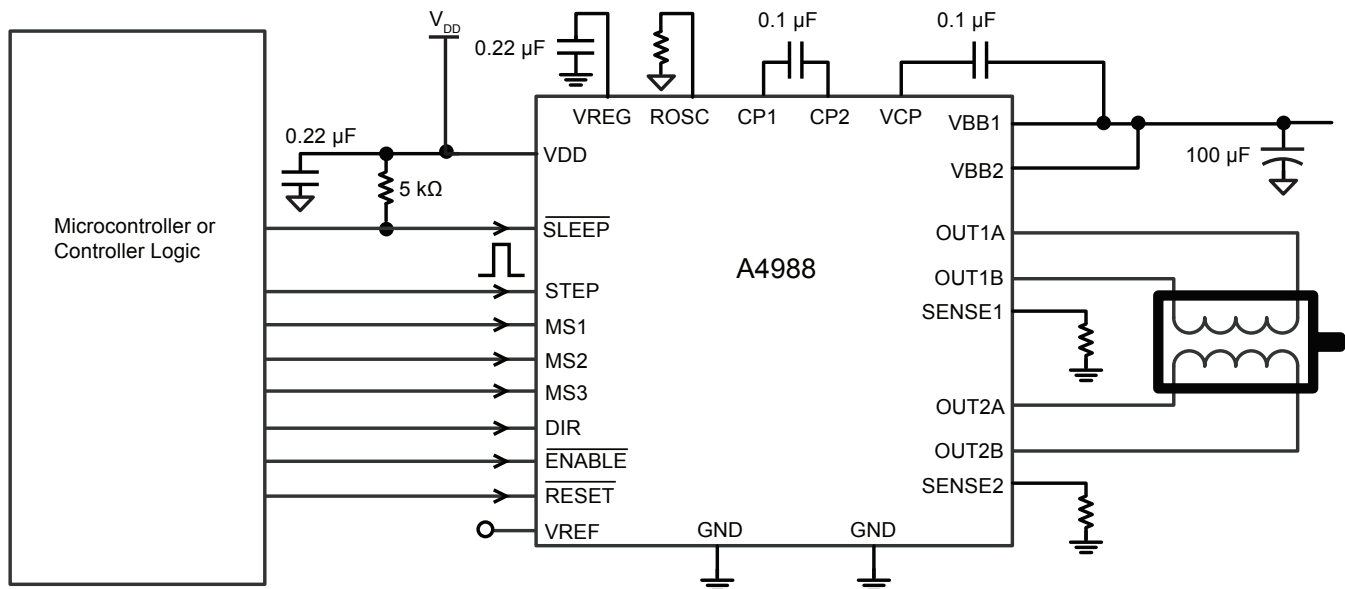 V_DD
0.22 µF
0.1 µF
0.1 µF
0.22 µF
5 kΩ
100 µF
Microcontroller or
Controller Logic
A4988
VREG
ROSC
CP1
CP2
VCP
VDD
SLEEP
STEP
MS1
MS2
MS3
DIR
ENABLE
RESET
VREF
GND
GND
VBB1
VBB2
OUT1A
OUT1B
SENSE1
OUT2A
OUT2B
SENSE2